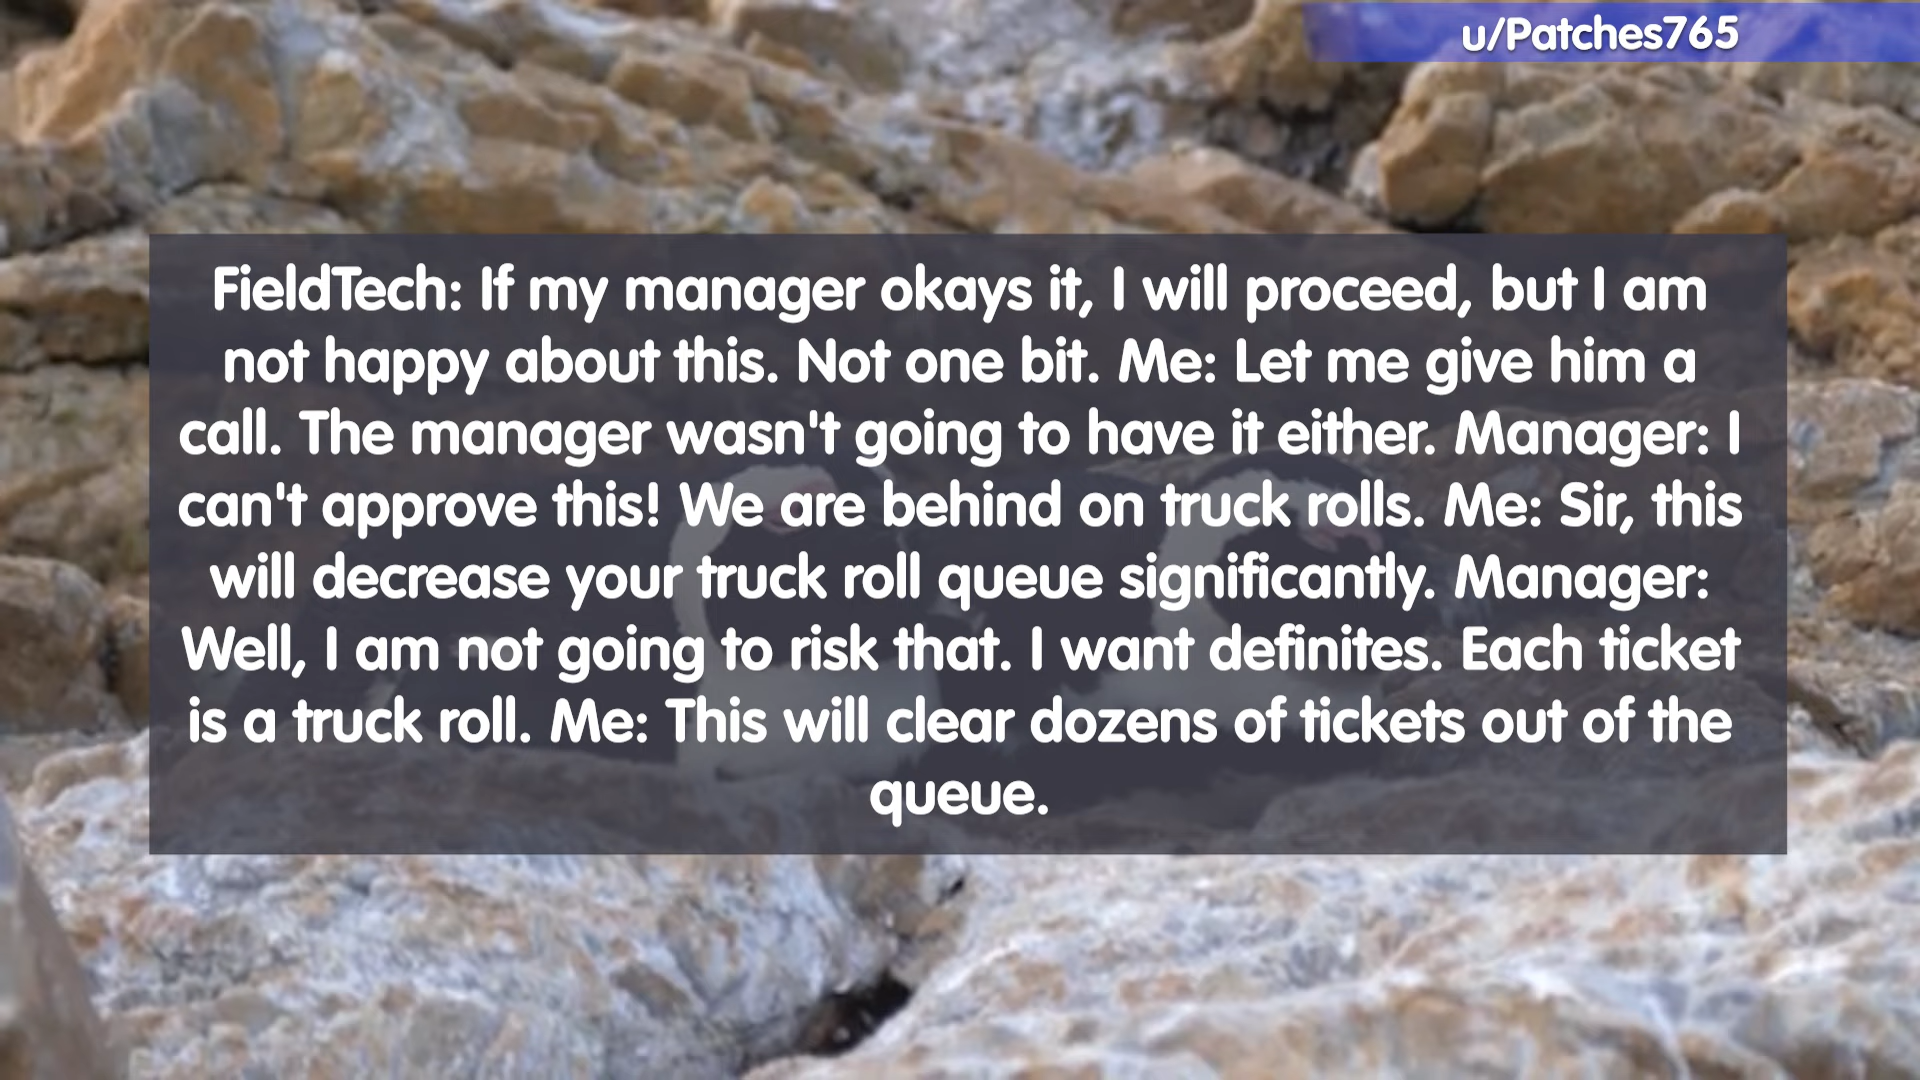 u/Patches765
FieldTech: If my manager okays it, I will proceed, but I am
not happy about this. Not one bit. Me: Let me give him a
call. The manager wasn't going to have it either. Manager: I
can't approve this! We are behind on truck rolls. Me: Sir, this
will decrease your truck roll queue significantly. Manager:
Well, I am not going to risk that. I want definites. Each ticket
is a truck roll. Me: This will clear dozens of tickets out of the
queue.